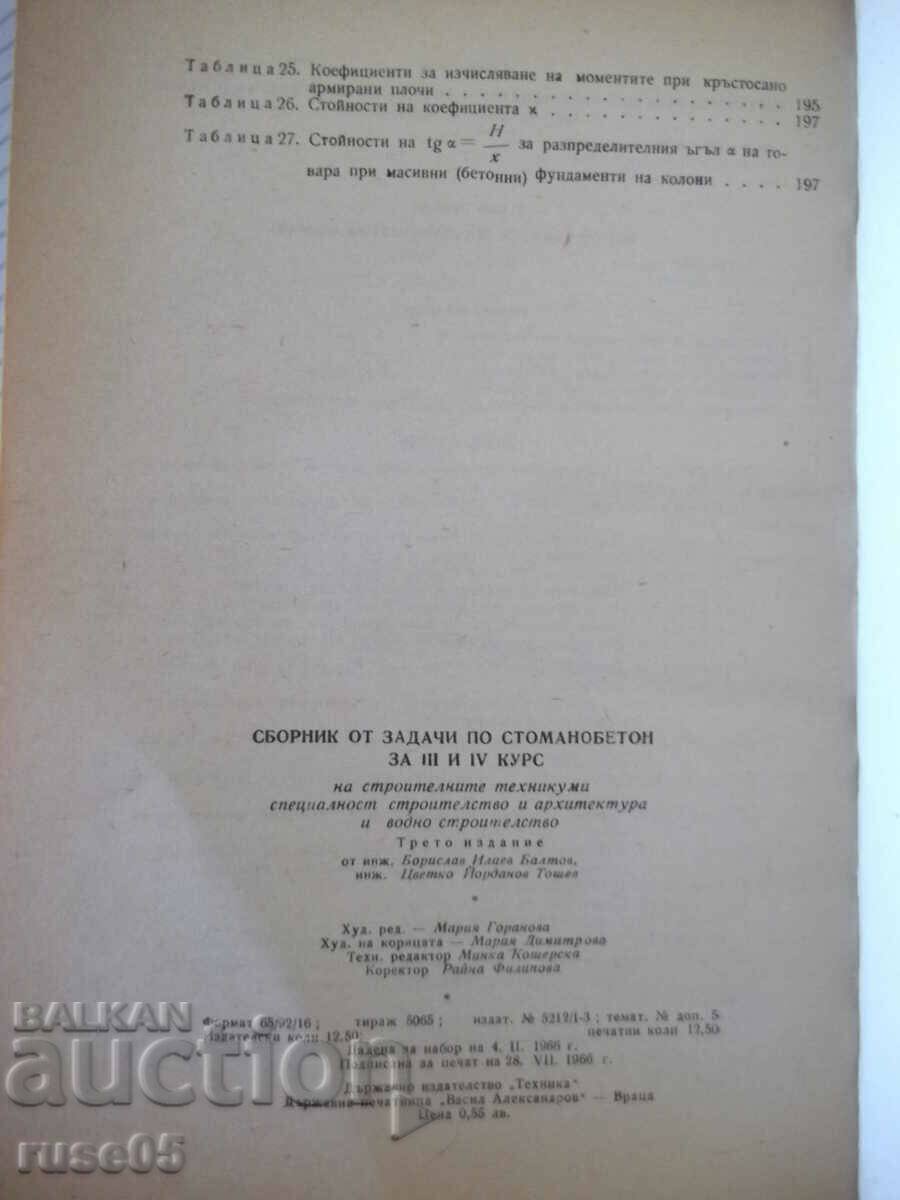 Таблица 25. Коефициенти за изчисляване на моментите при кръстосано
армирани плочи . . . . . . . . . . . . . . . . . . 195
Таблица 26. Стойности на коефициента ϰ . . . . . . . . . . . . . 197
Таблица 27. Стойности на tg α = H/x за разпределителния ъгъл α на то-
вара при масивни (бетонни) фундаменти на колони . . . . 197
СБОРНИК ОТ ЗАДАЧИ ПО СТОМАНОБЕТОН
ЗА III И IV КУРС
на строителните техникуми
специалност строителство и архитектура
и водно строителство
Трето издание
от инж. Борислав Илиев Балтов,
инж. Цветко Йорданов Тошев
*
Худ. ред. — Мария Горанова
Худ. на корицата — Мария Димитрова
Техн. редактор Минка Кошерска
Коректор Радка Филипова
*
Формат 65/92/16; тираж 5065; издат. № 5212/I-3; темат. № доп. 5
Издателски коли 12,50 печатни коли 12,50
Дадена за набор на 4. II. 1966 г.
Подписана за печат на 28. VII. 1966 г.
Държавно издателство „Техника“
Държавна печатница „Васил Александров“ — Враца
Цена 0,55 лв.
BALKAN
auction
ruse05